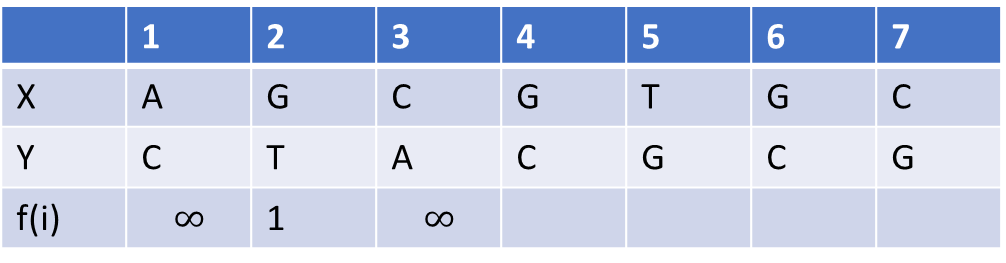 1 2 3 4 5 6 7
X A G C G T G C
Y C T A C G C G
f(i) ∞ 1 ∞